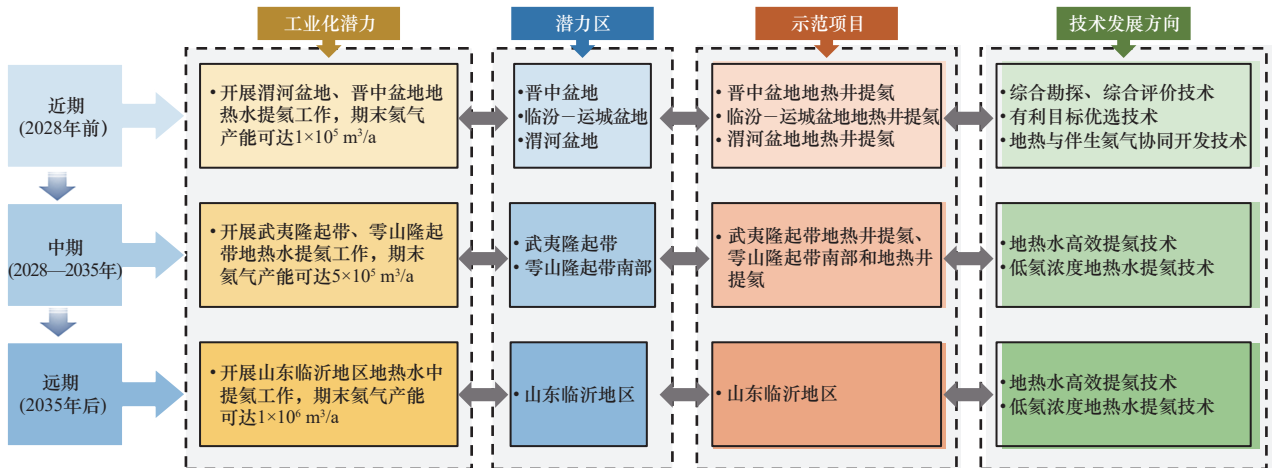 工业化潜力
潜力区
示范项目
技术发展方向
近期
(2028年前)
•开展渭河盆地、晋中盆地地
热水提氦工作，期末氦气
产能可达1×10⁵ m³/a
•晋中盆地
•临汾－运城盆地
•渭河盆地
•晋中盆地地热井提氦
•临汾－运城盆地地热井提氦
•渭河盆地地热井提氦
•综合勘探、综合评价技术
•有利目标优选技术
•地热与伴生氦气协同开发技术
中期
(2028—2035年)
•开展武夷隆起带、雩山隆起
带地热水提氦工作，期末
氦气产能可达5×10⁵ m³/a
•武夷隆起带
•雩山隆起带南部
•武夷隆起带地热井提氦、
雩山隆起带南部和地热井
提氦
•地热水高效提氦技术
•低氦浓度地热水提氦技术
远期
(2035年后)
•开展山东临沂地区地热水中
提氦工作，期末氦气产能
可达1×10⁶ m³/a
•山东临沂地区
•山东临沂地区
•地热水高效提氦技术
•低氦浓度地热水提氦技术